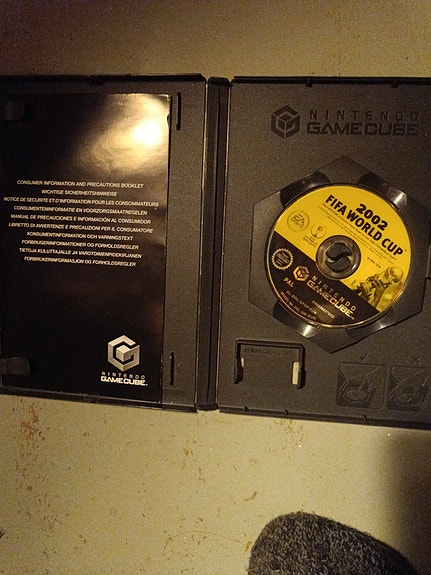 CONSUMER INFORMATION AND PRECAUTIONS BOOKLET
WICHTIGE SICHERHEITSHINWEISE
NOTICE DE SECURITE ET D'INFORMATION POUR LES CONSOMMATEURS
CONSUMENTENINFORMATIE EN VOORZORGSMAATREGELEN
MANUAL DE PRECAUCIONES E INFORMACIÓN AL CONSUMIDOR
LIBRETTO DI AVVERTENZE E PRECAUZIONI PER IL CONSUMATORE
KONSUMENTINFORMATION OCH VARNINGSTEXT
FORBRUGERINFORMATIONER OG FORHOLDSREGLER
TIETOJA KULUTTAJALLE JA VAROTOIMENPIDEKIRJANEN
FORBRUKERINFORMASJON OG FORHOLDSREGLER
NINTENDO
GAMECUBE
NINTENDO
GAMECUBE
2002
FIFA WORLD CUP
EA
PAL
NINTENDO
GAMECUBE